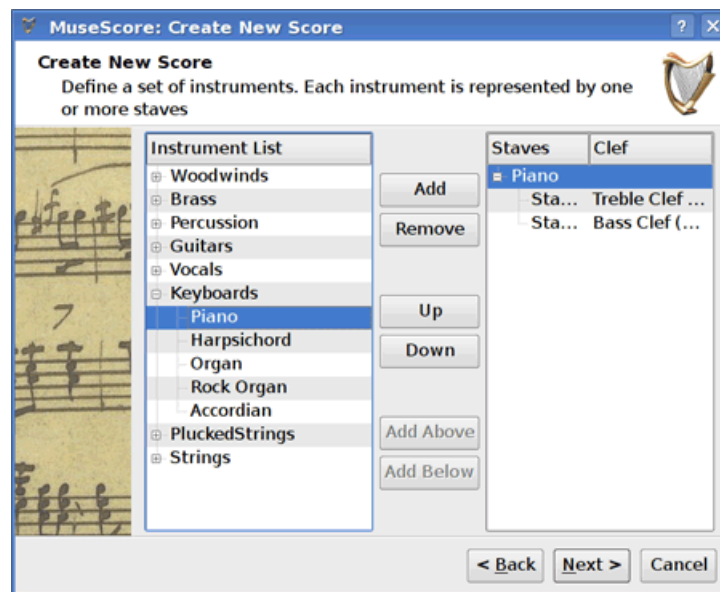 MuseScore: Create New Score
Create New Score
Define a set of instruments. Each instrument is represented by one
or more staves
Instrument List
Woodwinds
Brass
Percussion
Guitars
Vocals
Keyboards
Piano
Harpsichord
Organ
Rock Organ
Accordian
PluckedStrings
Strings
Add
Remove
Up
Down
Add Above
Add Below
Staves Clef
Piano
Sta... Treble Clef ...
Sta... Bass Clef (...
7
< Back Next > Cancel